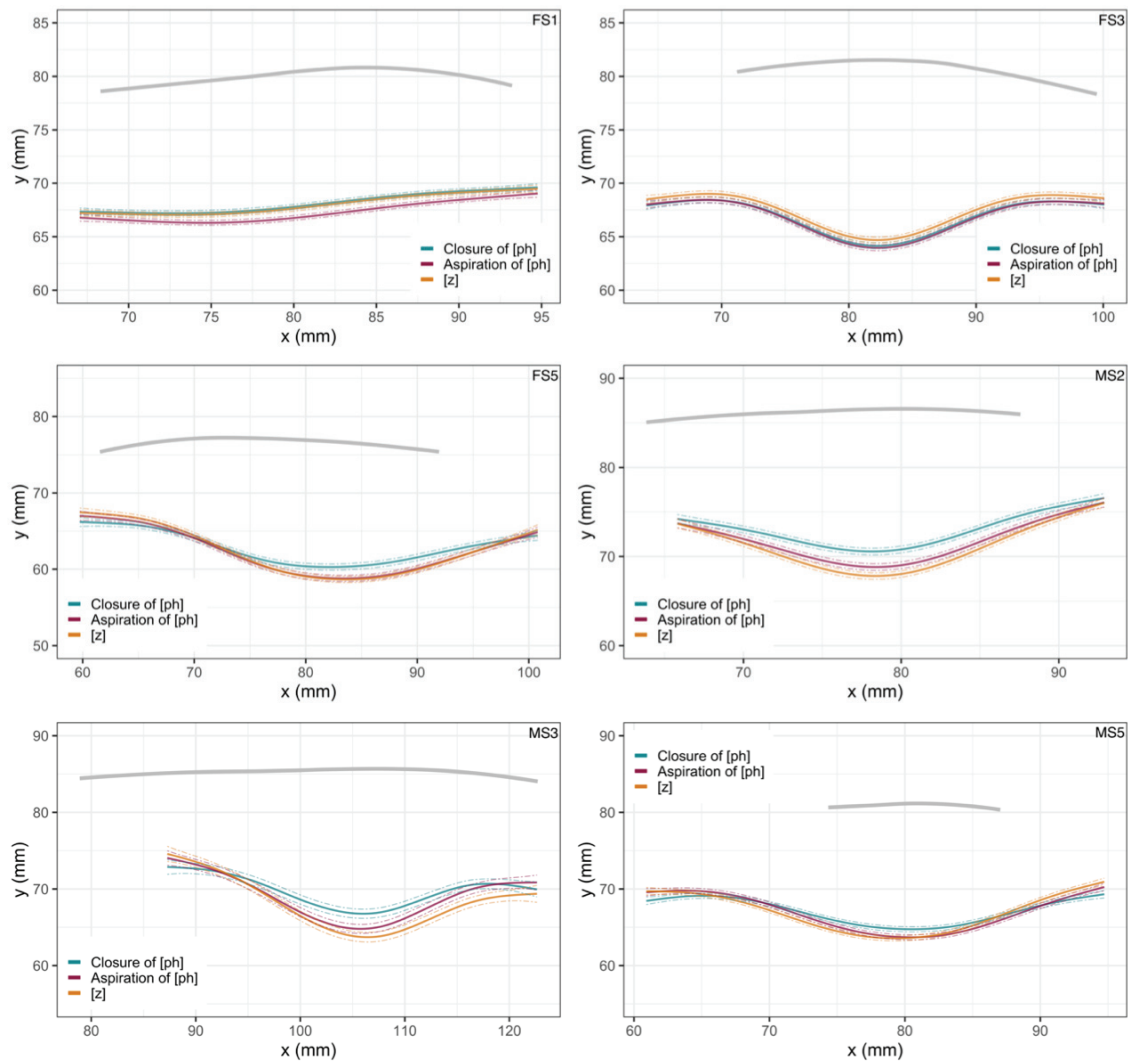 FS1
85
80
75
70
65
60
y (mm)
Closure of [ph]
Aspiration of [ph]
[z]
70 75 80 85 90 95
x (mm)
FS3
85
80
75
70
65
60
y (mm)
Closure of [ph]
Aspiration of [ph]
[z]
70 80 90 100
x (mm)
FS5
80
70
60
50
y (mm)
Closure of [ph]
Aspiration of [ph]
[z]
60 70 80 90 100
x (mm)
MS2
90
80
70
60
y (mm)
Closure of [ph]
Aspiration of [ph]
[z]
70 80 90
x (mm)
MS3
90
80
70
60
y (mm)
Closure of [ph]
Aspiration of [ph]
[z]
80 90 100 110 120
x (mm)
MS5
90
80
70
60
y (mm)
Closure of [ph]
Aspiration of [ph]
[z]
60 70 80 90
x (mm)